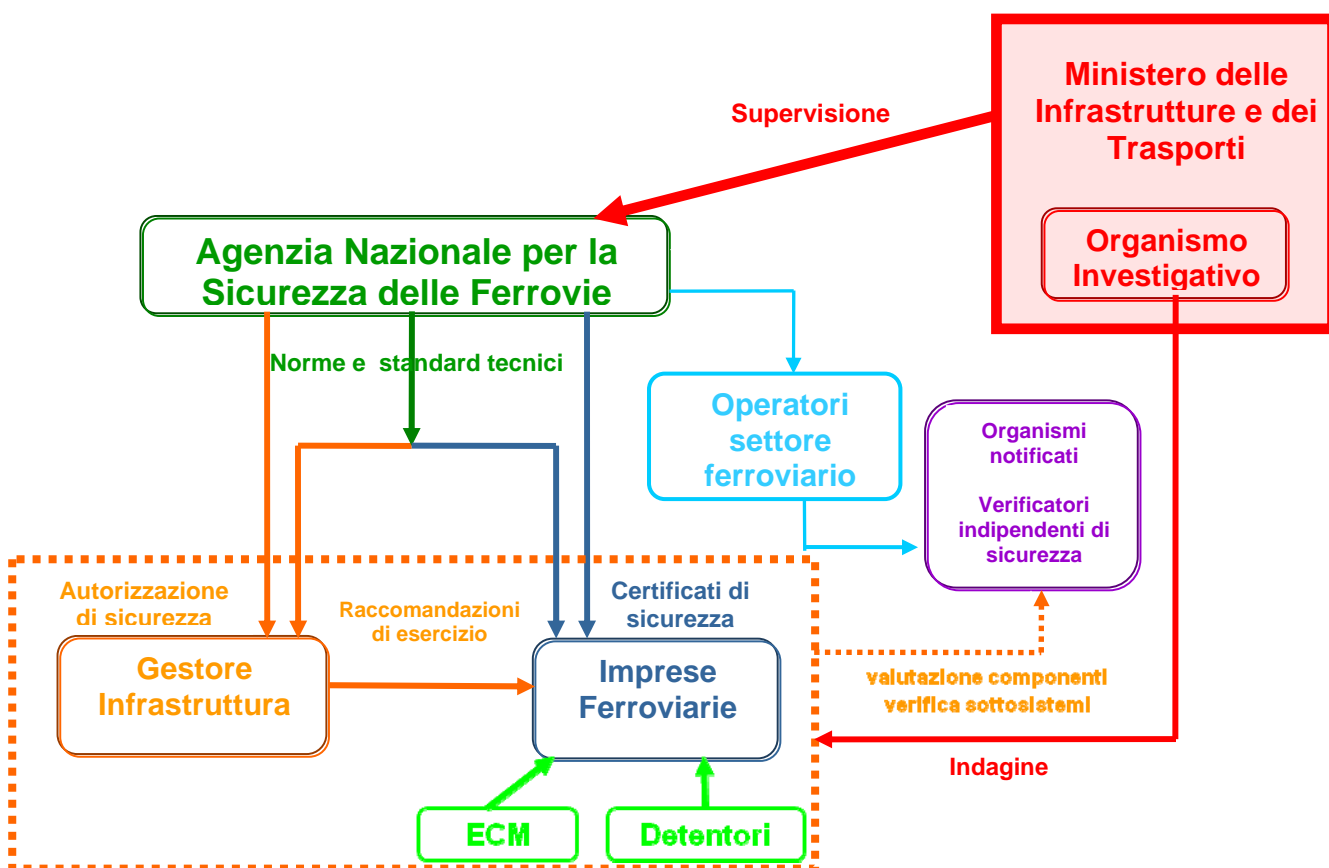 Ministero delle
Infrastrutture e dei
Trasporti
Supervisione
Organismo
Investigativo
Agenzia Nazionale per la
Sicurezza delle Ferrovie
Norme e standard tecnici
Operatori
settore
ferroviario
Organismi
notificati
Verificatori
indipendenti di
sicurezza
Autorizzazione
di sicurezza
Raccomandazioni
di esercizio
Certificati di
sicurezza
Gestore
Infrastruttura
Imprese
Ferroviarie
valutazione componenti
verifica sottosistemi
Indagine
ECM
Detentori